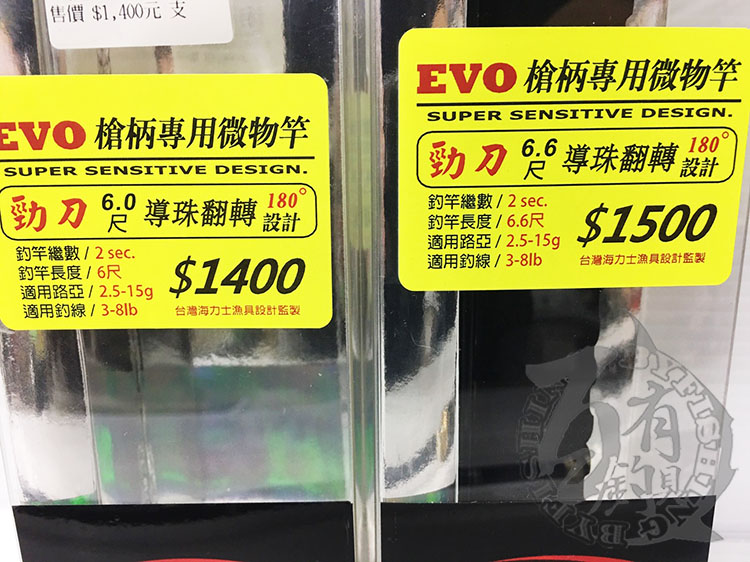 售價 $1,400元 支
EVO 槍柄專用微物竿
SUPER SENSITIVE DESIGN.
勁刀 6.0尺 導珠翻轉 180°設計
釣竿繼數 / 2 sec.
釣竿長度 / 6尺
適用路亞 / 2.5-15g
適用釣線 / 3-8lb
$1400
台灣海力士漁具設計監製
EVO 槍柄專用微物竿
SUPER SENSITIVE DESIGN.
勁刀 6.6尺 導珠翻轉 180°設計
釣竿繼數 / 2 sec.
釣竿長度 / 6.6尺
適用路亞 / 2.5-15g
適用釣線 / 3-8lb
$1500
台灣海力士漁具設計監製